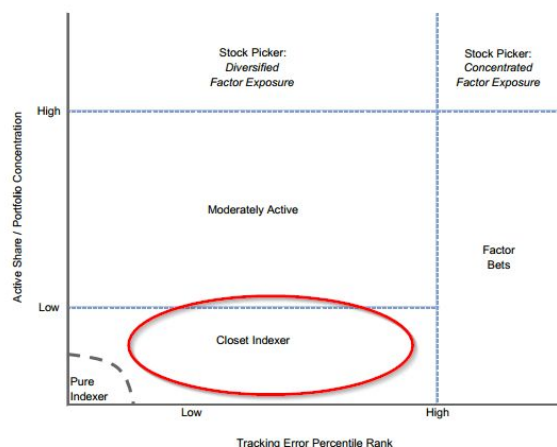 Stock Picker:
Diversified
Factor Exposure
Stock Picker:
Concentrated
Factor Exposure
High
Active Share / Portfolio Concentration
Moderately Active
Factor
Bets
Low
Closet Indexer
Pure
Indexer
Low
High
Tracking Error Percentile Rank